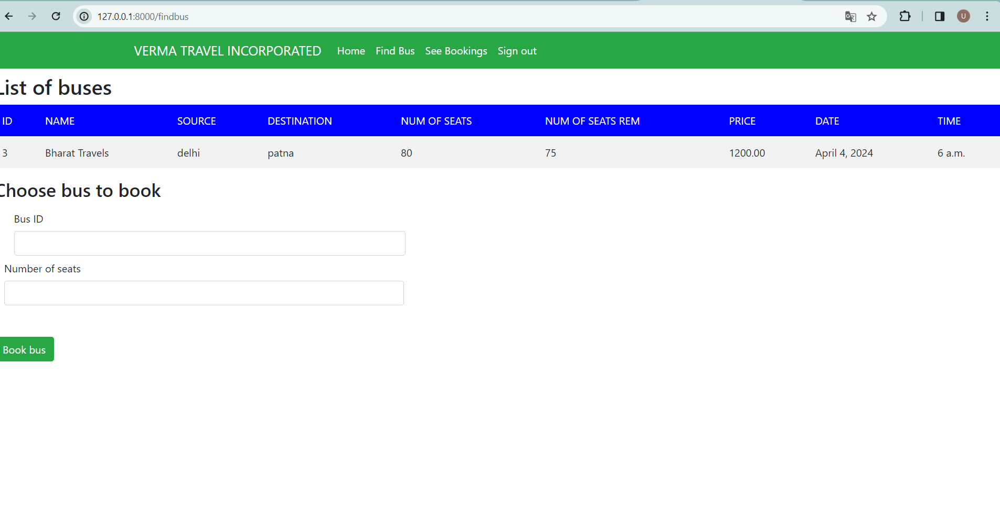 127.0.0.1:8000/findbus
U
VERMA TRAVEL INCORPORATED Home Find Bus See Bookings Sign out
List of buses
ID NAME SOURCE DESTINATION NUM OF SEATS NUM OF SEATS REM PRICE DATE TIME
3 Bharat Travels delhi patna 80 75 1200.00 April 4, 2024 6 a.m.
Choose bus to book
Bus ID
Number of seats
Book bus